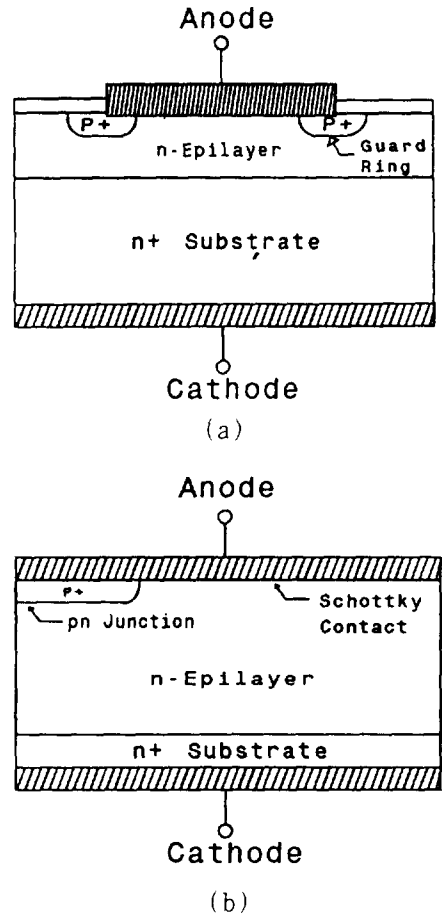 Anode
P+
P+
n-Epilayer
Guard
Ring
n+ Substrate
Cathode
(a)
Anode
P+
pn Junction
Schottky
Contact
n-Epilayer
n+ Substrate
Cathode
(b)